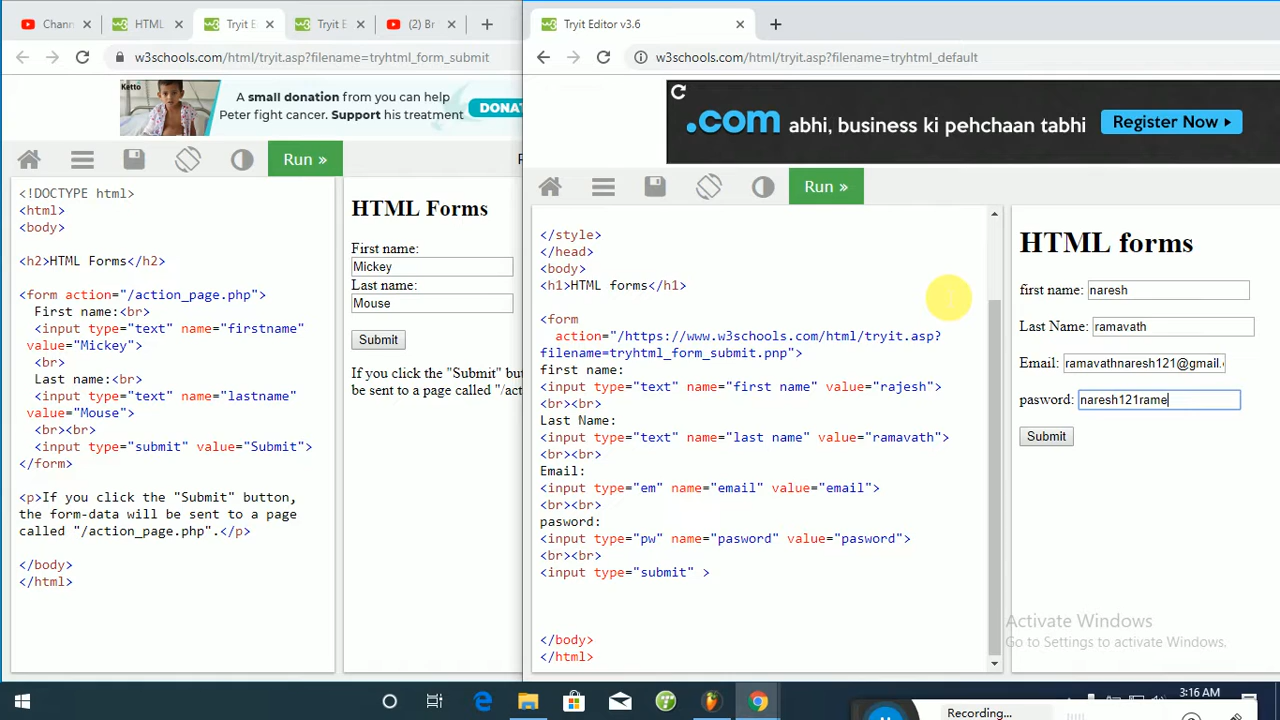 Chann
HTML
Tryit E
Tryit E
(2) Br
Tryit Editor v3.6
w3schools.com/html/tryit.asp?filename=tryhtml_form_submit
w3schools.com/html/tryit.asp?filename=tryhtml_default
Ketto
A small donation from you can help
Peter fight cancer. Support his treatment
DONA
.com abhi, business ki pehchaan tabhi
Register Now
Run »
<!DOCTYPE html>
<html>
<body>
<h2>HTML Forms</h2>
<form action="/action_page.php">
First name:<br>
<input type="text" name="firstname"
value="Mickey">
<br>
Last name:<br>
<input type="text" name="lastname"
value="Mouse">
<br><br>
<input type="submit" value="Submit">
</form>
<p>If you click the "Submit" button,
the form-data will be sent to a page
called "/action_page.php".</p>
</body>
</html>
HTML Forms
First name:
Mickey
Last name:
Mouse
Submit
If you click the "Submit" b
be sent to a page called "/ac
Run »
</style>
</head>
<body>
<h1>HTML forms</h1>
<form
action="/https://www.w3schools.com/html/tryit.asp?
filename=tryhtml_form_submit.pnp">
first name:
<input type="text" name="first name" value="rajesh">
<br><br>
Last Name:
<input type="text" name="last name" value="ramavath">
<br><br>
Email:
<input type="em" name="email" value="email">
<br><br>
pasword:
<input type="pw" name="pasword" value="pasword">
<br><br>
<input type="submit" >
</body>
</html>
HTML forms
first name: naresh
Last Name: ramavath
Email: ramavathnaresh121@gmail.
pasword: naresh121rame
Submit
Activate Windows
Go to Settings to activate Windows.
3:16 AM
Recording...